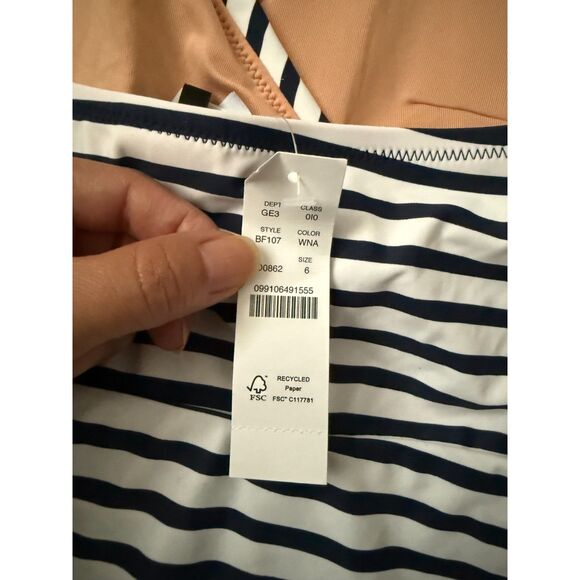 DEPT CLASS
GE3 010
STYLE COLOR
BF107 WNA
SIZE
00862 6
099106491555
FSC
RECYCLED
Paper
FSC® C117781